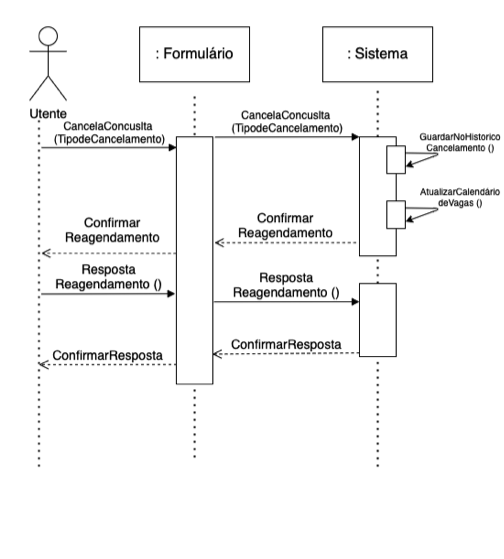 : Formulário
: Sistema
Utente
CancelaConcuslta
(TipodeCancelamento)
CancelaConcuslta
(TipodeCancelamento)
GuardarNoHistorico
Cancelamento ()
AtualizarCalendário
deVagas ()
Confirmar
Reagendamento
Confirmar
Reagendamento
Resposta
Reagendamento ()
Resposta
Reagendamento ()
ConfirmarResposta
ConfirmarResposta